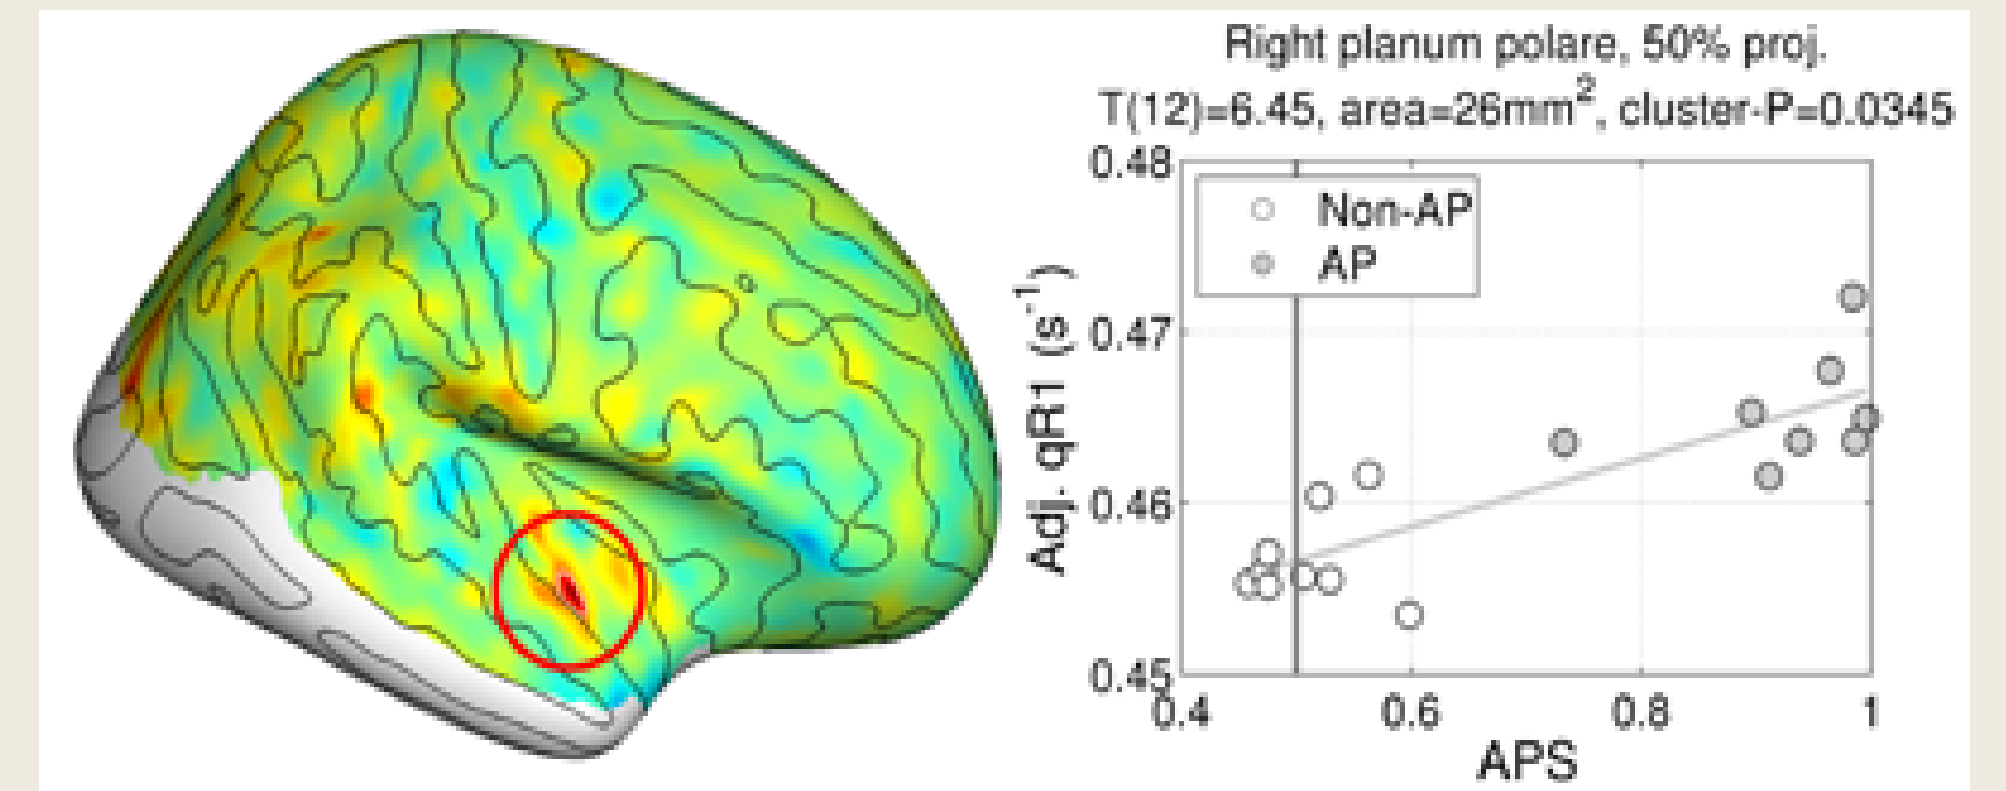 Right planum polare, 50% proj.
T(12)=6.45, area=26mm², cluster-P=0.0345
0.48
Non-AP
AP
0.47
0.46
0.45
Adj. qR1 (s⁻¹)
0.4 0.6 0.8 1
APS